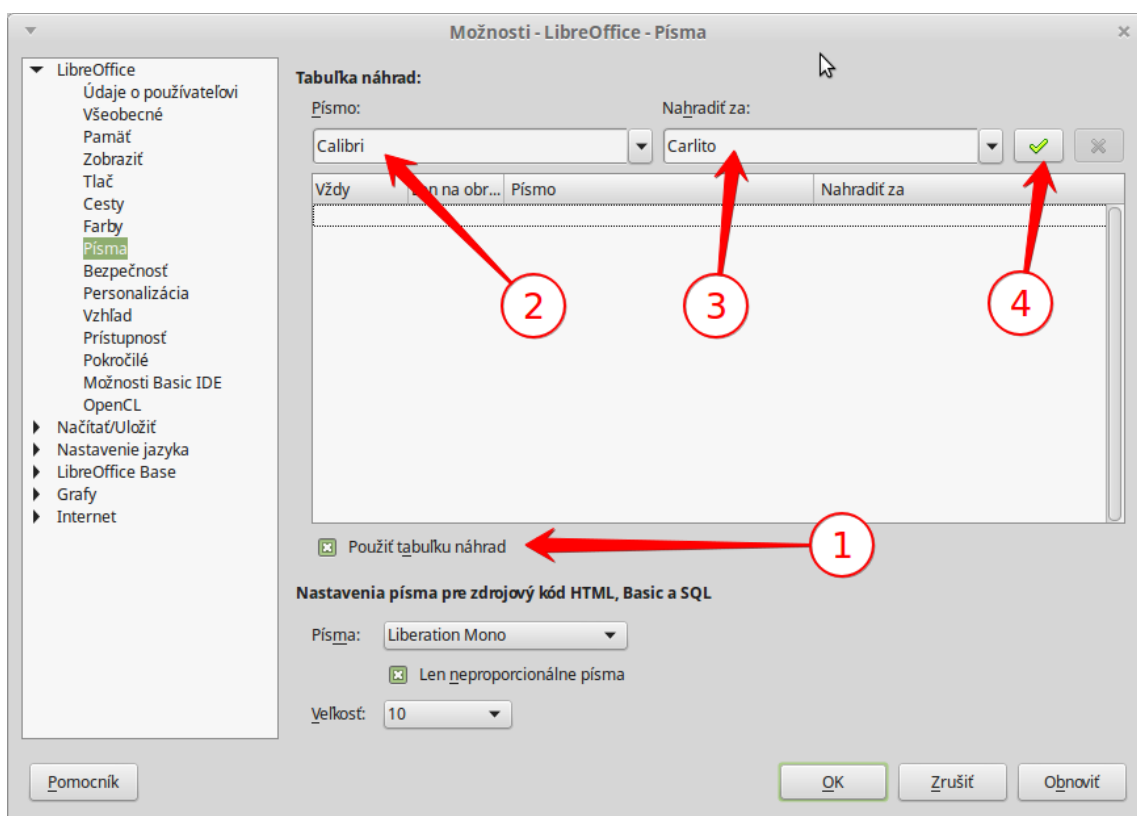 Možnosti - LibreOffice - Písma
LibreOffice
Údaje o používateľovi
Všeobecné
Pamäť
Zobraziť
Tlač
Cesty
Farby
Písma
Bezpečnosť
Personalizácia
Vzhľad
Prístupnosť
Pokročilé
Možnosti Basic IDE
OpenCL
Načítať/Uložiť
Nastavenie jazyka
LibreOffice Base
Grafy
Internet
Tabuľka náhrad:
Písmo: Nahradiť za:
Calibri Carlito
Vždy Len na obr... Písmo Nahradiť za
2 3 4
Použiť tabuľku náhrad 1
Nastavenia písma pre zdrojový kód HTML, Basic a SQL
Písma: Liberation Mono
Len neproporcionálne písma
Veľkosť: 10
Pomocník OK Zrušiť Obnoviť